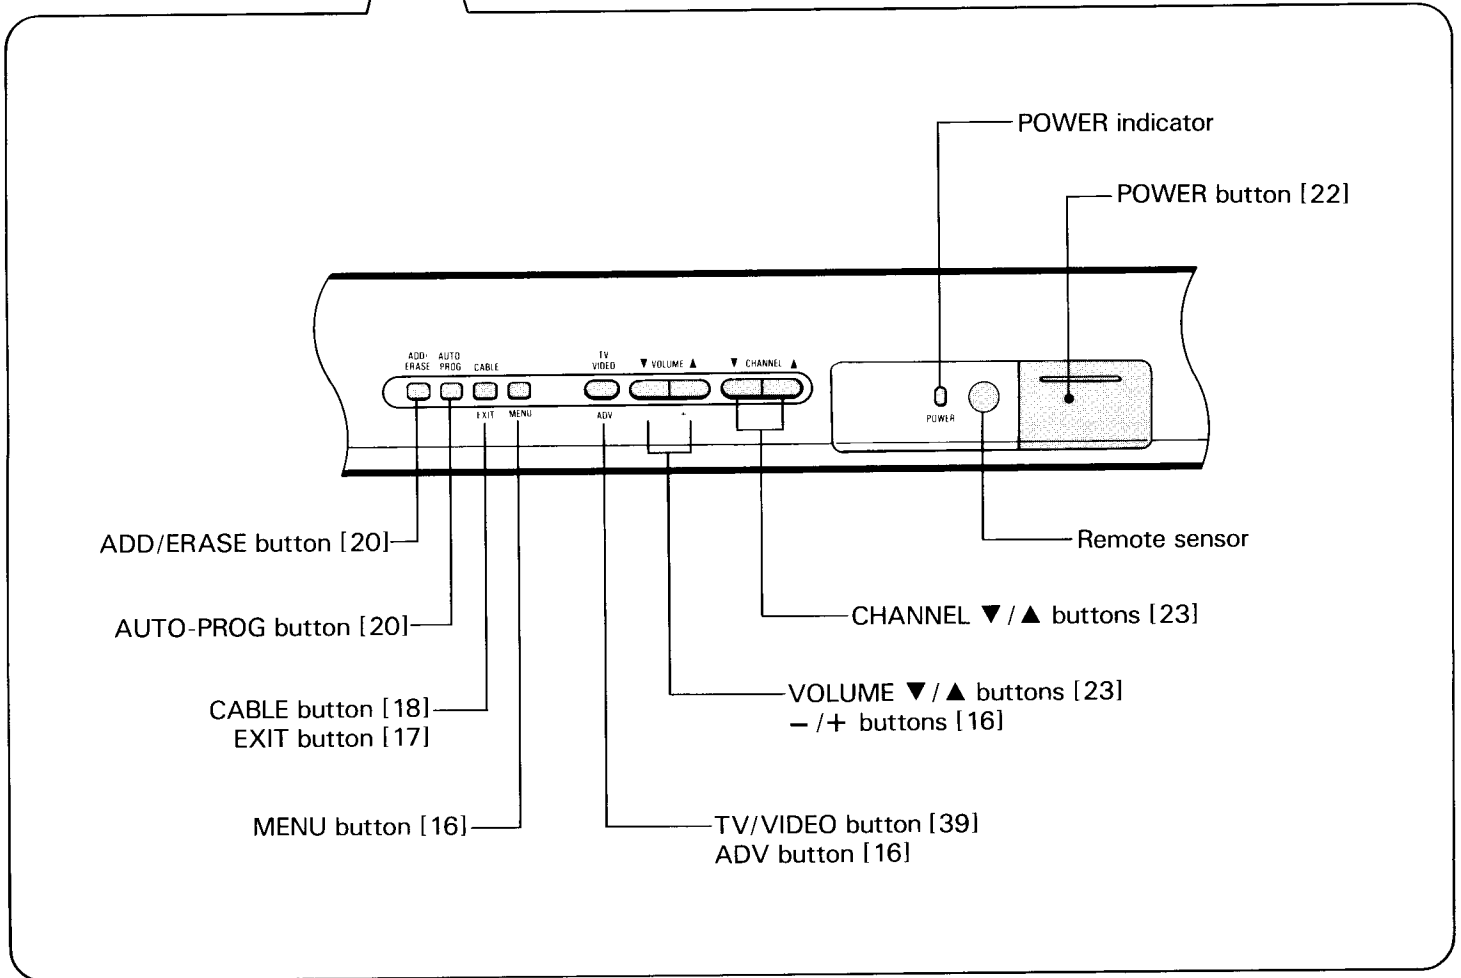 POWER indicator
POWER button [22]
ADD/ERASE
AUTO PROG
CABLE
TV VIDEO
▼ VOLUME ▲
▼ CHANNEL ▲
EXIT
MENU
ADV
+
POWER
ADD/ERASE button [20]
Remote sensor
AUTO-PROG button [20]
CHANNEL ▼/▲ buttons [23]
CABLE button [18]
EXIT button [17]
VOLUME ▼/▲ buttons [23]
– /+ buttons [16]
MENU button [16]
TV/VIDEO button [39]
ADV button [16]